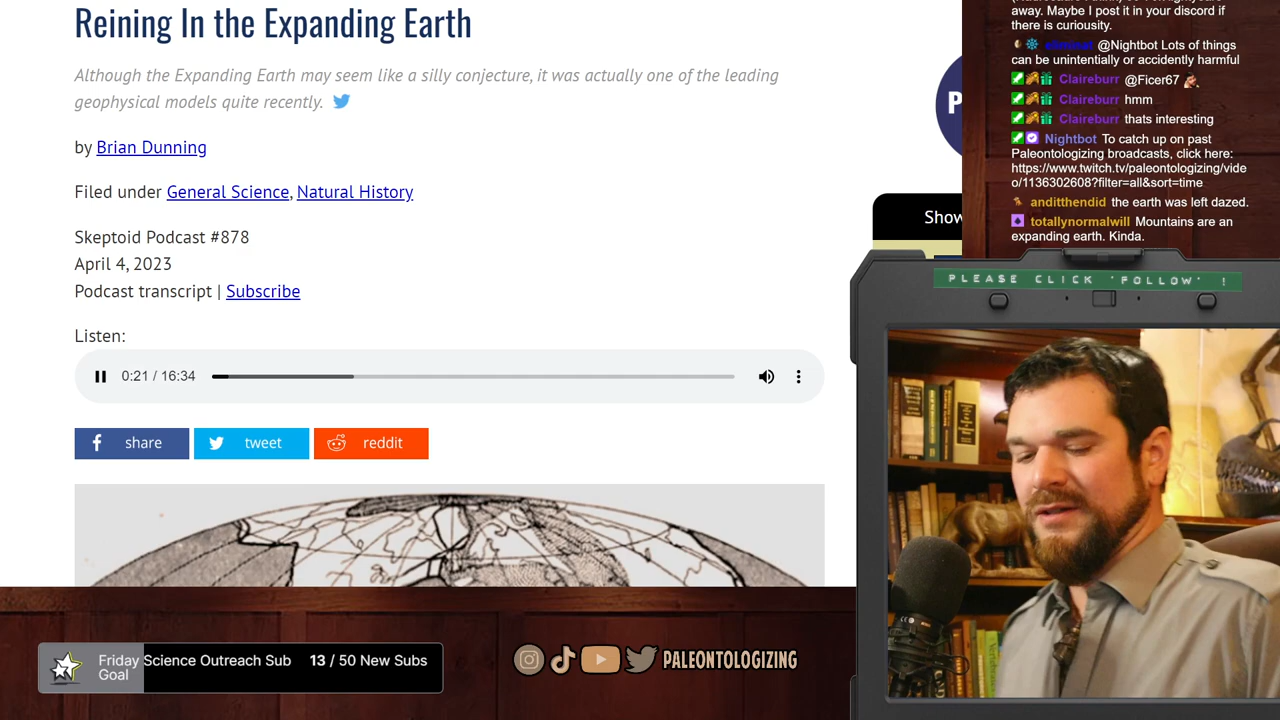 Reining In the Expanding Earth
Although the Expanding Earth may seem like a silly conjecture, it was actually one of the leading
geophysical models quite recently.
by Brian Dunning
Filed under General Science, Natural History
Skeptoid Podcast #878
April 4, 2023
Podcast transcript | Subscribe
Listen:
0:21 / 16:34
share
tweet
reddit
P
Show
away. Maybe I post it in your discord if
there is curiousity.
@Nightbot Lots of things
can be unintentially or accidently harmful
Claireburr @Ficer67
Claireburr hmm
Claireburr thats interesting
Nightbot To catch up on past
Paleontologizing broadcasts, click here:
https://www.twitch.tv/paleontologizing/vide
o/1136302608?filter=all&sort=time
anditthendid the earth was left dazed.
totallynormalwill Mountains are an
expanding earth. Kinda.
PLEASE CLICK 'FOLLOW' !
Friday Science Outreach Sub
Goal
13 / 50 New Subs
PALEONTOLOGIZING